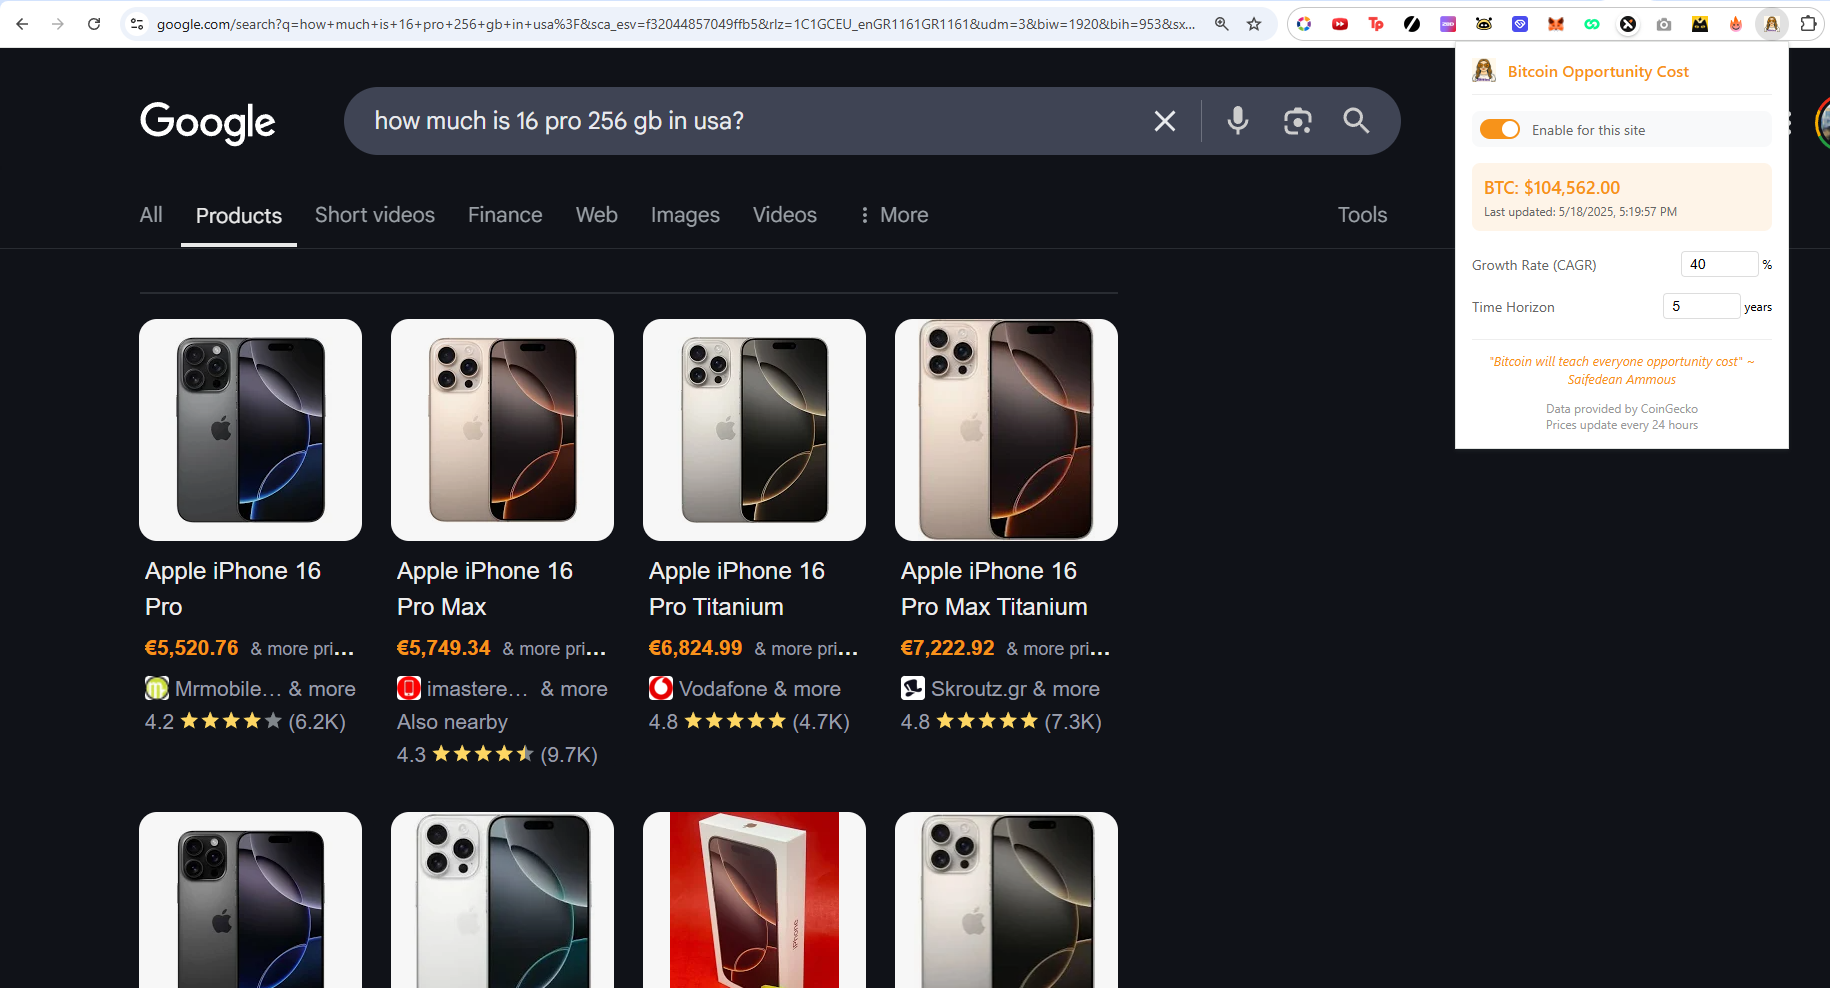 google.com/search?q=how+much+is+16+pro+256+gb+in+usa%3F&sca_esv=f32044857049ffb5&rlz=1C1GCEU_enGR1161GR1161&udm=3&biw=1920&bih=953&sx...
Google
how much is 16 pro 256 gb in usa?
All
Products
Short videos
Finance
Web
Images
Videos
More
Tools
Bitcoin Opportunity Cost
Enable for this site
BTC: $104,562.00
Last updated: 5/18/2025, 5:19:57 PM
Growth Rate (CAGR) 40 %
Time Horizon 5 years
"Bitcoin will teach everyone opportunity cost" ~
Saifedean Ammous
Data provided by CoinGecko
Prices update every 24 hours
Apple iPhone 16
Pro
€5,520.76 & more pri...
Mrmobile... & more
4.2 (6.2K)
Apple iPhone 16
Pro Max
€5,749.34 & more pri...
imastere... & more
Also nearby
4.3 (9.7K)
Apple iPhone 16
Pro Titanium
€6,824.99 & more pri...
Vodafone & more
4.8 (4.7K)
Apple iPhone 16
Pro Max Titanium
€7,222.92 & more pri...
Skroutz.gr & more
4.8 (7.3K)
iPhone